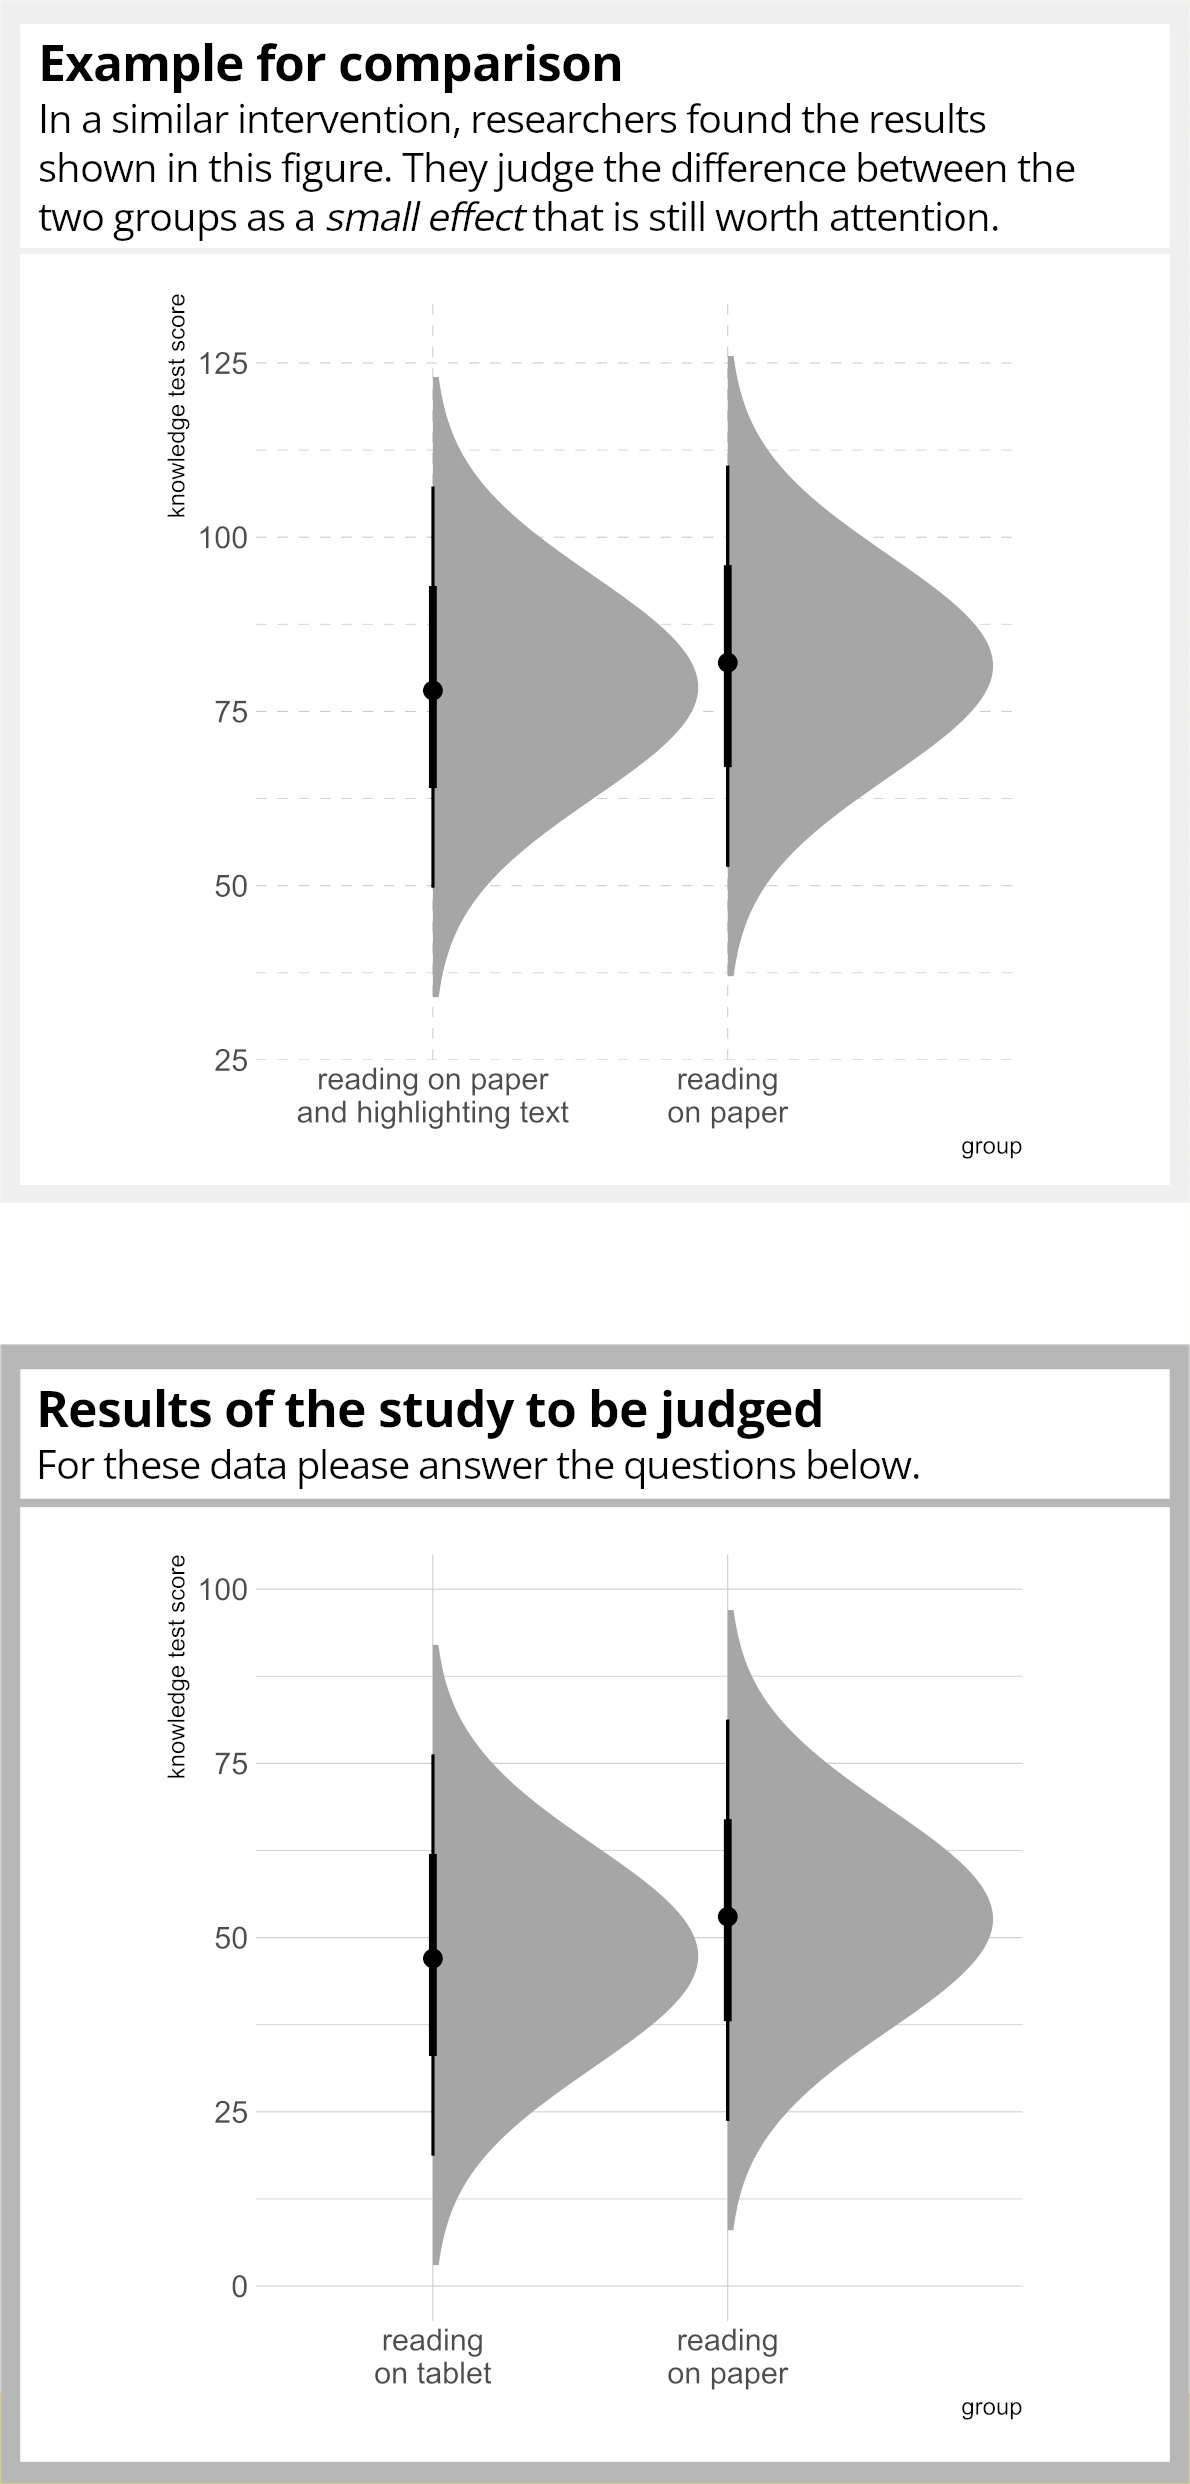 Example for comparison
In a similar intervention, researchers found the results
shown in this figure. They judge the difference between the
two groups as a small effect that is still worth attention.
knowledge test score
125
100
75
50
25
reading on paper
and highlighting text
reading
on paper
group
Results of the study to be judged
For these data please answer the questions below.
knowledge test score
100
75
50
25
0
reading
on tablet
reading
on paper
group